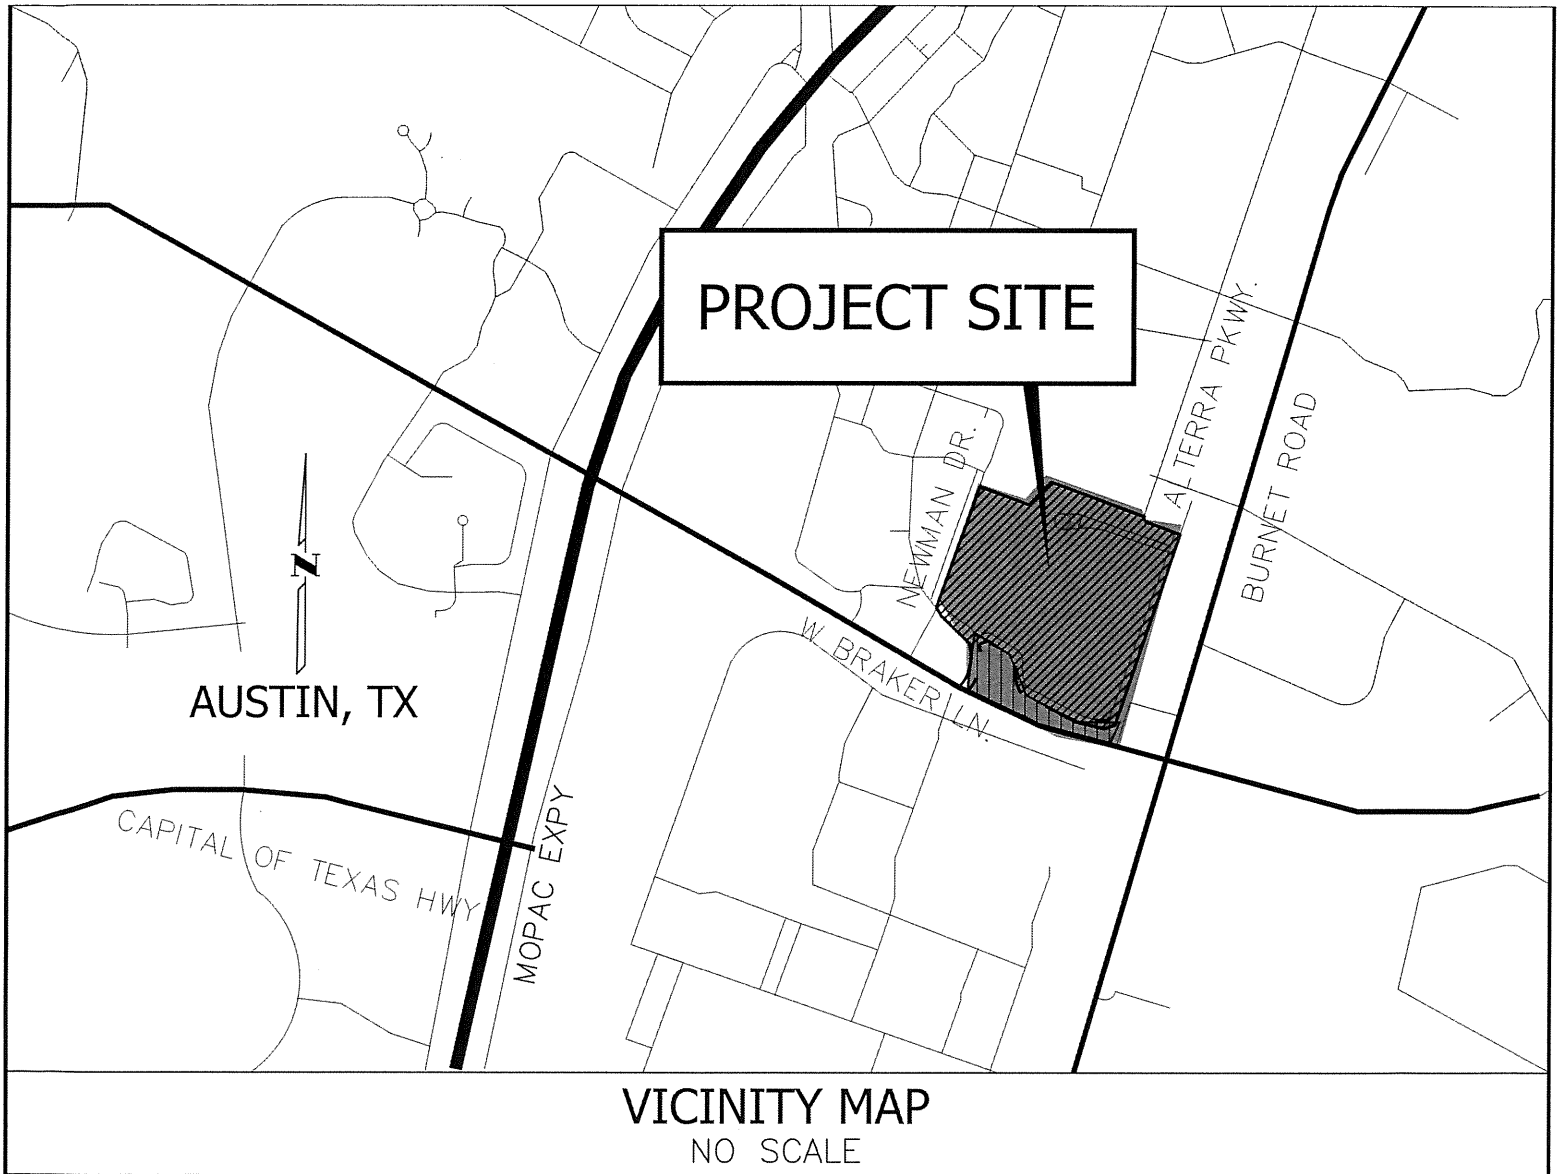 PROJECT SITE
ALTERRA PKWY.
BURNET ROAD
NEWMAN DR.
W. BRAKER LN.
N
AUSTIN, TX
CAPITAL OF TEXAS HWY
MOPAC EXPY
VICINITY MAP
NO SCALE